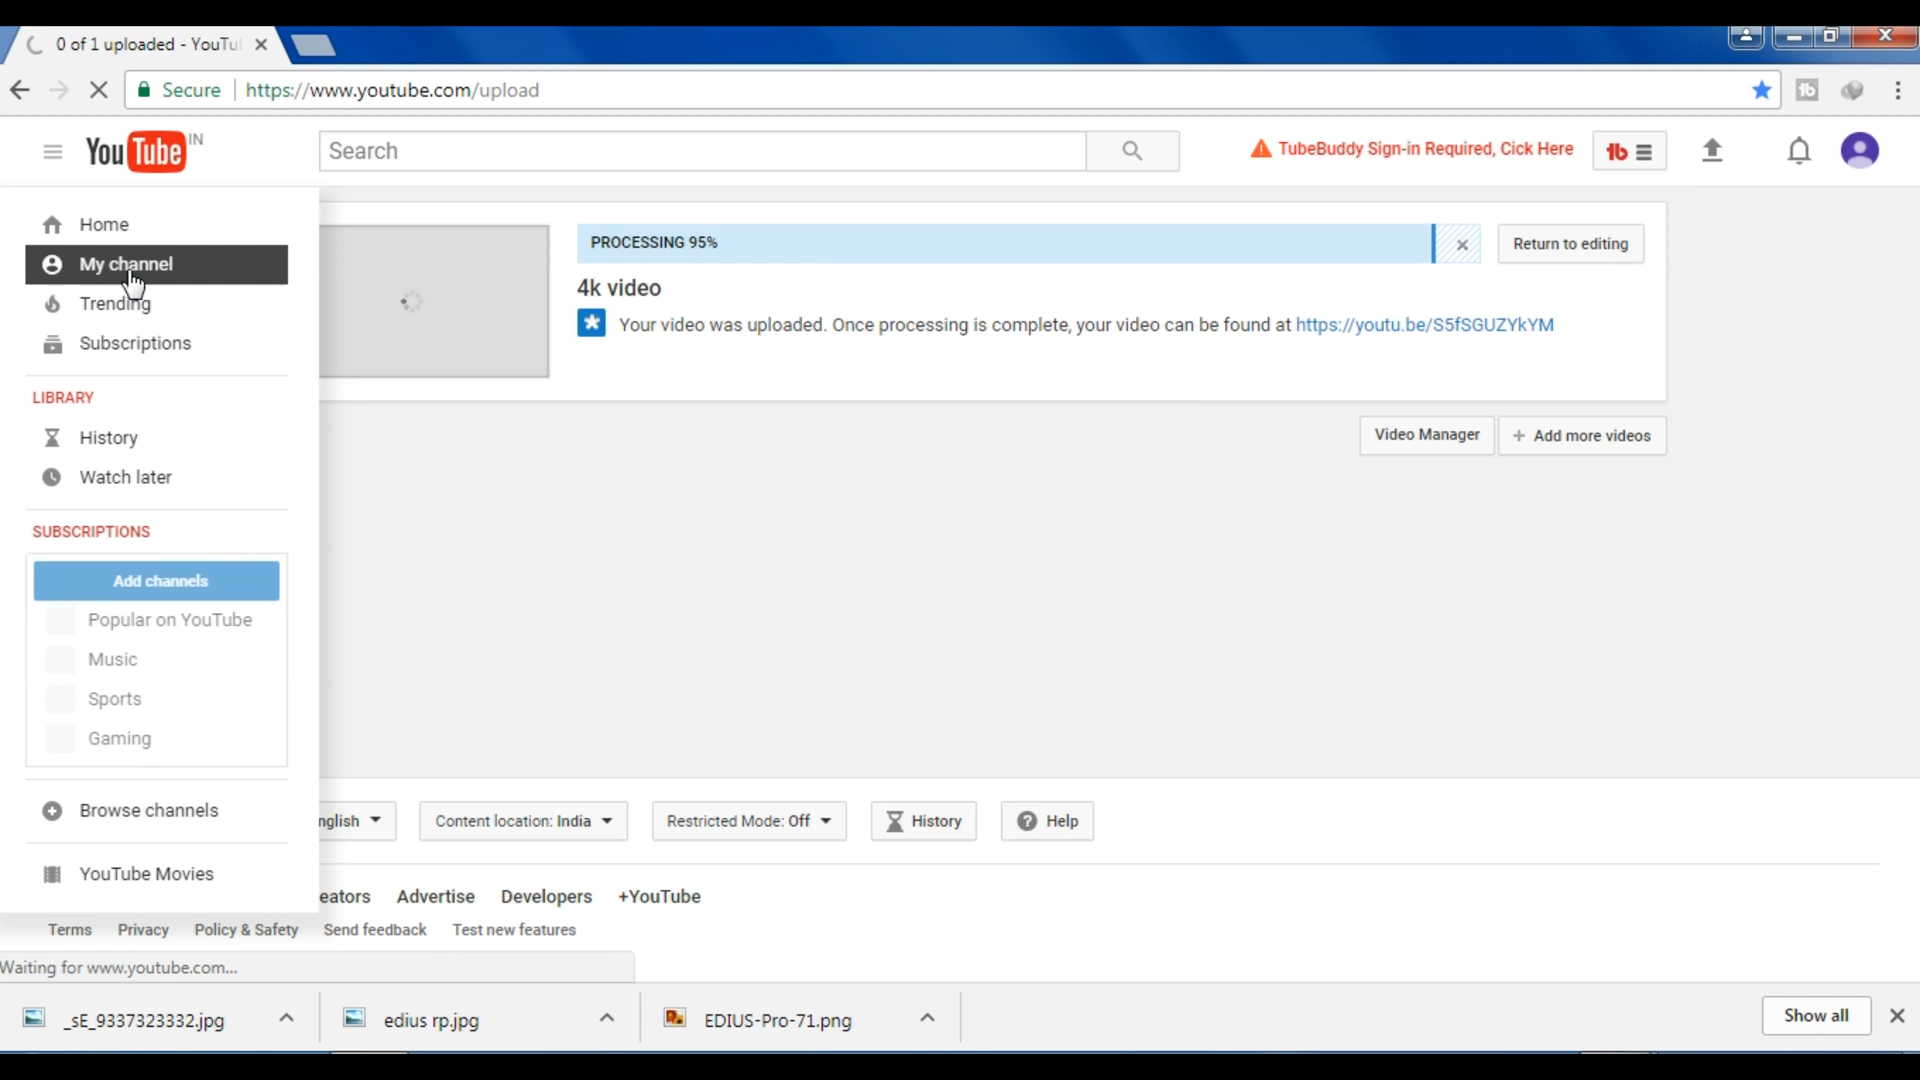 0 of 1 uploaded - YouTu
Secure https://www.youtube.com/upload
YouTube IN
Search
TubeBuddy Sign-in Required, Cick Here
tb
Home
My channel
Trending
Subscriptions
LIBRARY
History
Watch later
SUBSCRIPTIONS
Add channels
Popular on YouTube
Music
Sports
Gaming
Browse channels
YouTube Movies
PROCESSING 95%
Return to editing
4k video
Your video was uploaded. Once processing is complete, your video can be found at https://youtu.be/S5fSGUZYkYM
Video Manager
+ Add more videos
nglish
Content location: India
Restricted Mode: Off
History
Help
eators Advertise Developers +YouTube
Terms Privacy Policy & Safety Send feedback Test new features
Waiting for www.youtube.com...
_sE_9337323332.jpg
edius rp.jpg
EDIUS-Pro-71.png
Show all